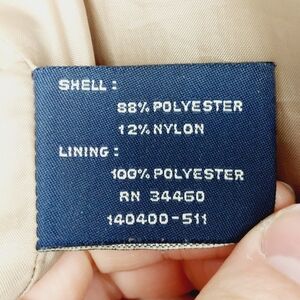 SHELL:
88% POLYESTER
12% NYLON
LINING:
100% POLYESTER
RN 34460
140400-511